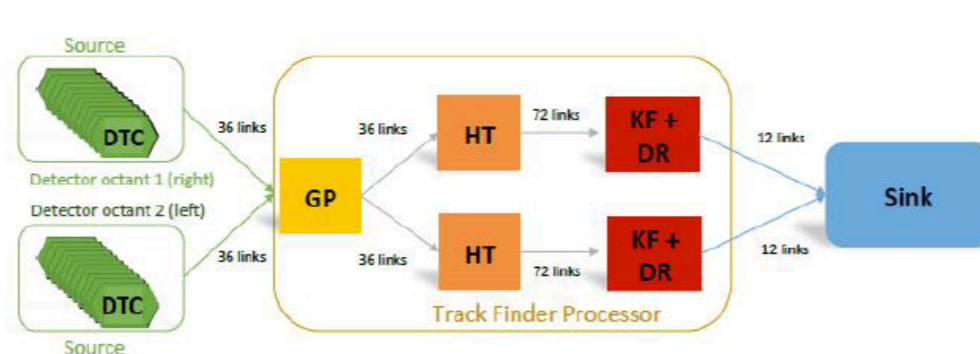 Source
DTC
36 links
Detector octant 1 (right)
Detector octant 2 (left)
36 links
DTC
Source
GP
36 links
36 links
HT
HT
72 links
72 links
KF +
DR
KF +
DR
Track Finder Processor
12 links
12 links
Sink